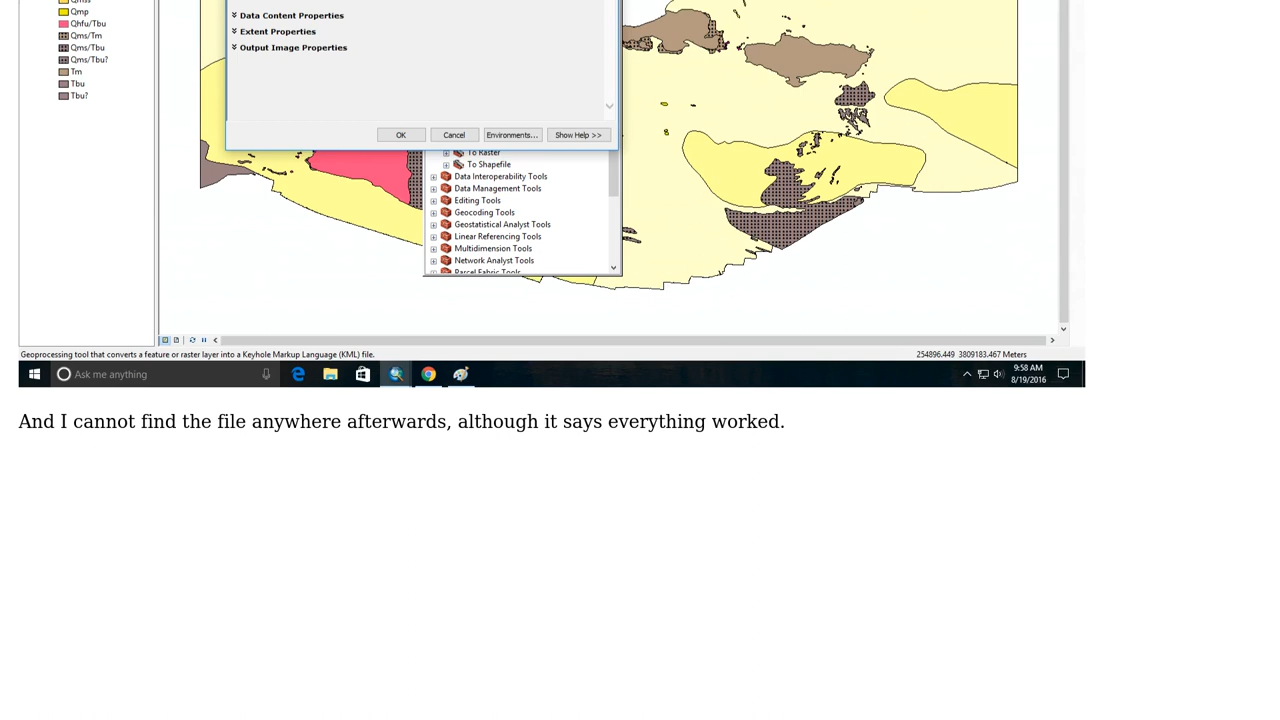 Qmp
Qhfu/Tbu
Qms/Tm
Qms/Tbu
Qms/Tbu?
Tm
Tbu
Tbu?
Data Content Properties
Extent Properties
Output Image Properties
OK Cancel Environments... Show Help >>
To Raster
To Shapefile
Data Interoperability Tools
Data Management Tools
Editing Tools
Geocoding Tools
Geostatistical Analyst Tools
Linear Referencing Tools
Multidimension Tools
Network Analyst Tools
Parcel Fabric Tools
Geoprocessing tool that converts a feature or raster layer into a Keyhole Markup Language (KML) file. 254896.449 3809183.467 Meters
Ask me anything 9:58 AM
8/19/2016
And I cannot find the file anywhere afterwards, although it says everything worked.